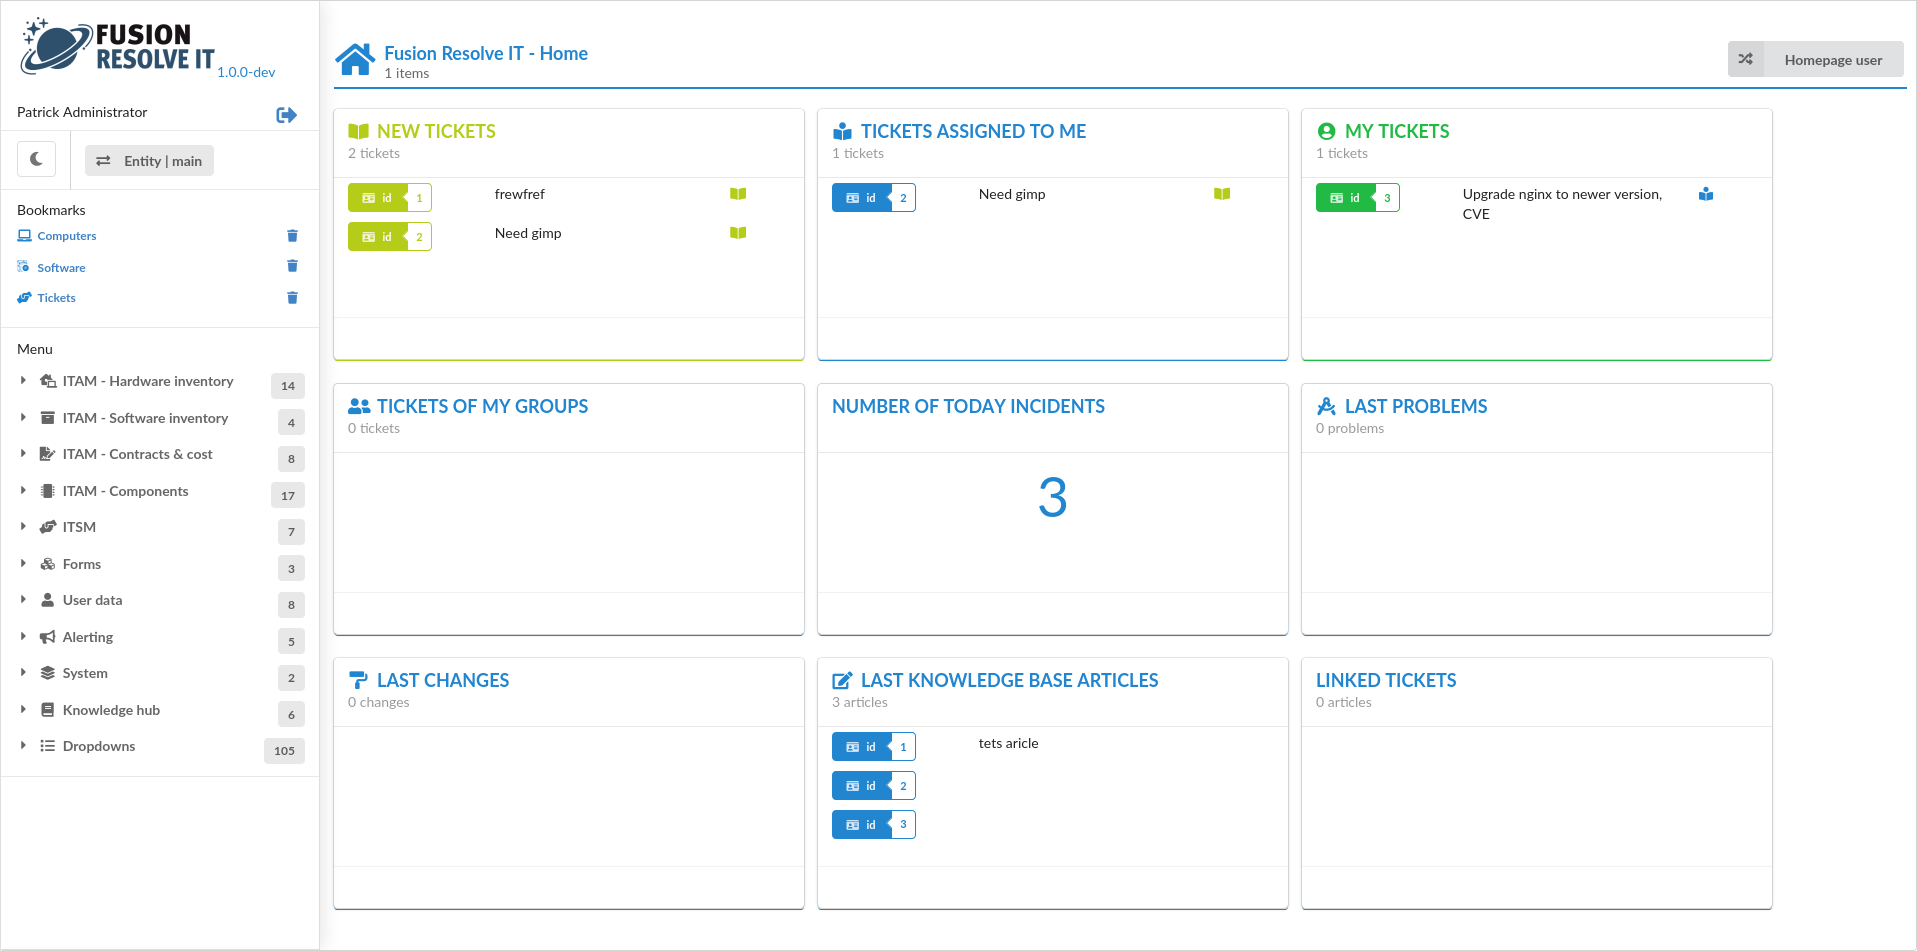 FUSION
RESOLVE IT
1.0.0-dev
Patrick Administrator
Entity | main
Bookmarks
Computers
Software
Tickets
Menu
ITAM - Hardware inventory 14
ITAM - Software inventory 4
ITAM - Contracts & cost 8
ITAM - Components 17
ITSM 7
Forms 3
User data 8
Alerting 5
System 2
Knowledge hub 6
Dropdowns 105
Fusion Resolve IT - Home
1 items
Homepage user
NEW TICKETS
2 tickets
id 1 frewfref
id 2 Need gimp
TICKETS ASSIGNED TO ME
1 tickets
id 2 Need gimp
MY TICKETS
1 tickets
id 3 Upgrade nginx to newer version,
CVE
TICKETS OF MY GROUPS
0 tickets
NUMBER OF TODAY INCIDENTS
3
LAST PROBLEMS
0 problems
LAST CHANGES
0 changes
LAST KNOWLEDGE BASE ARTICLES
3 articles
id 1 tets aricle
id 2
id 3
LINKED TICKETS
0 articles